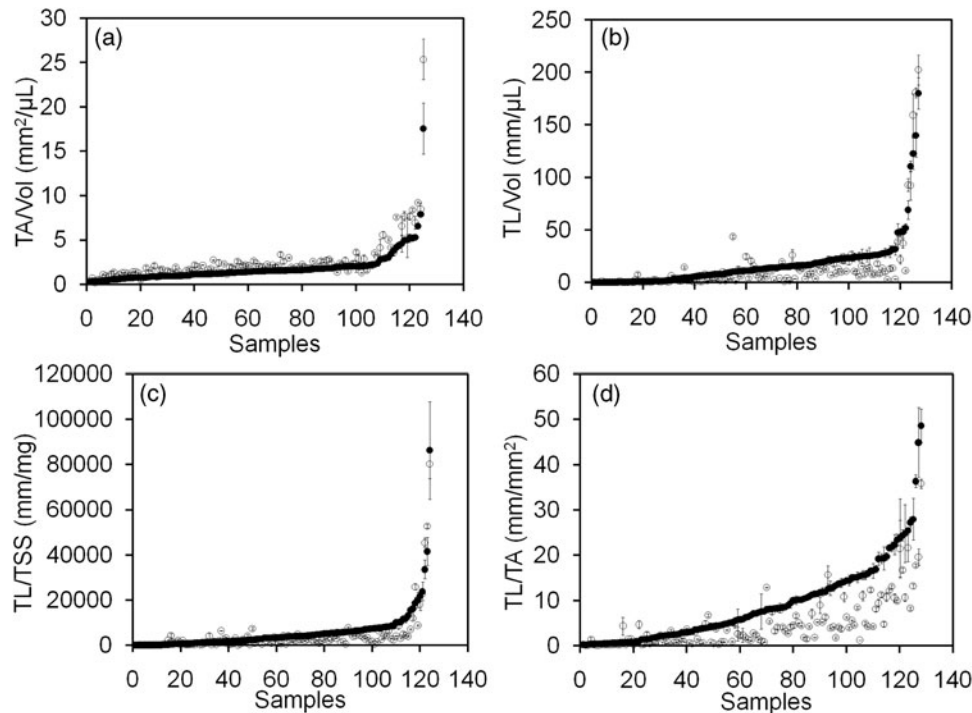 (a)
TA/Vol (mm²/µL)
30
25
20
15
10
5
0
0 20 40 60 80 100 120 140
Samples
(b)
TL/Vol (mm/µL)
250
200
150
100
50
0
0 20 40 60 80 100 120 140
Samples
(c)
TL/TSS (mm/mg)
120000
100000
80000
60000
40000
20000
0
0 20 40 60 80 100 120 140
Samples
(d)
TL/TA (mm/mm²)
60
50
40
30
20
10
0
0 20 40 60 80 100 120 140
Samples